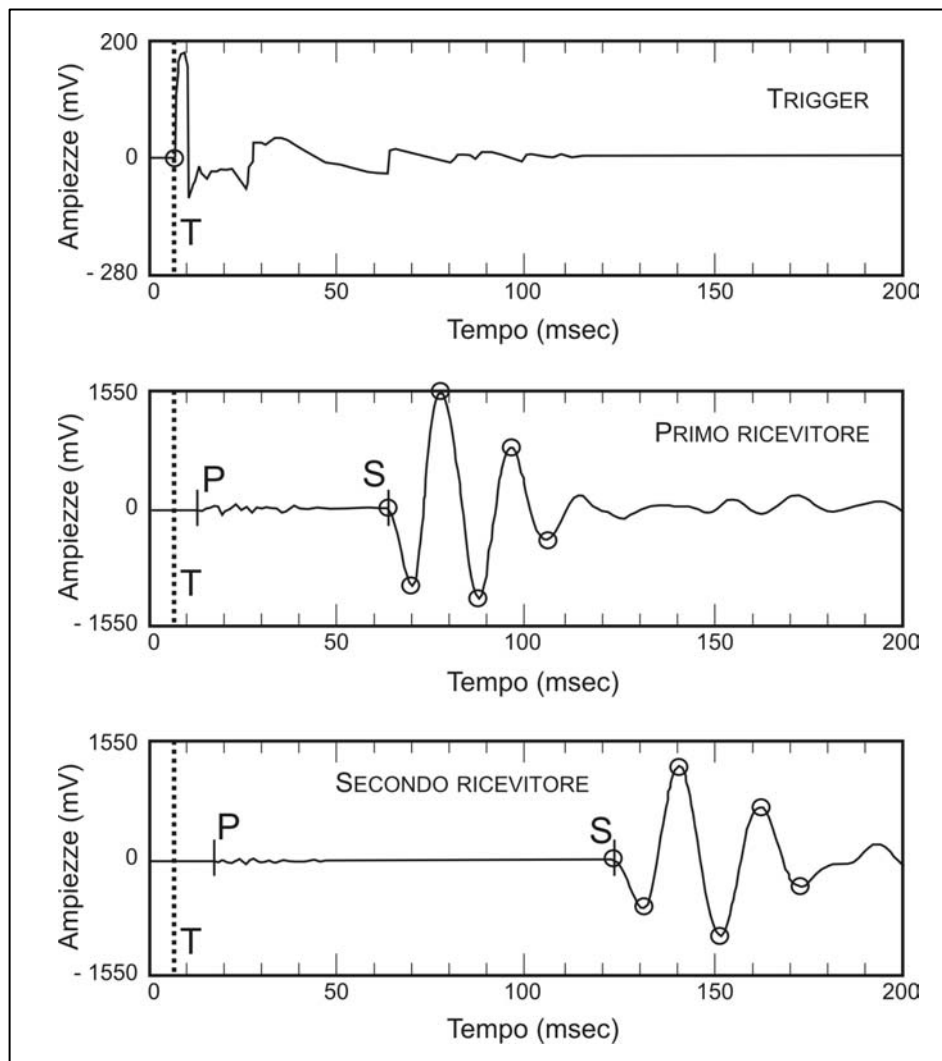 200
Ampiezze (mV)
TRIGGER
0
T
- 280
0 50 100 150 200
Tempo (msec)
1550
Ampiezze (mV)
PRIMO RICEVITORE
P S
0
T
- 1550
0 50 100 150 200
Tempo (msec)
1550
Ampiezze (mV)
SECONDO RICEVITORE
P S
0
T
- 1550
0 50 100 150 200
Tempo (msec)